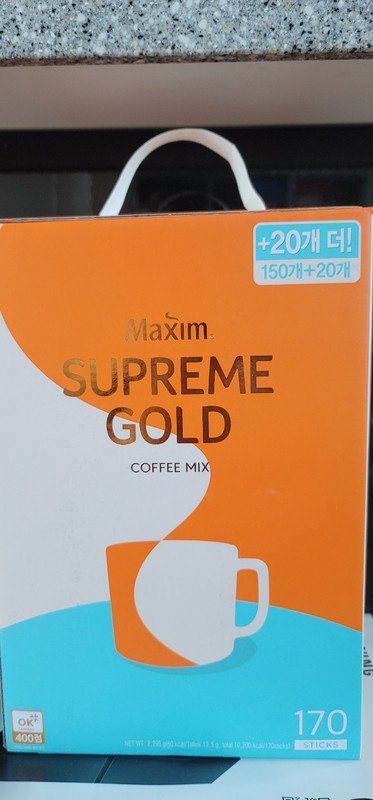 +20개 더!
150개+20개
Maxim
SUPREME
GOLD
COFFEE MIX
OK
400점
170
STICKS